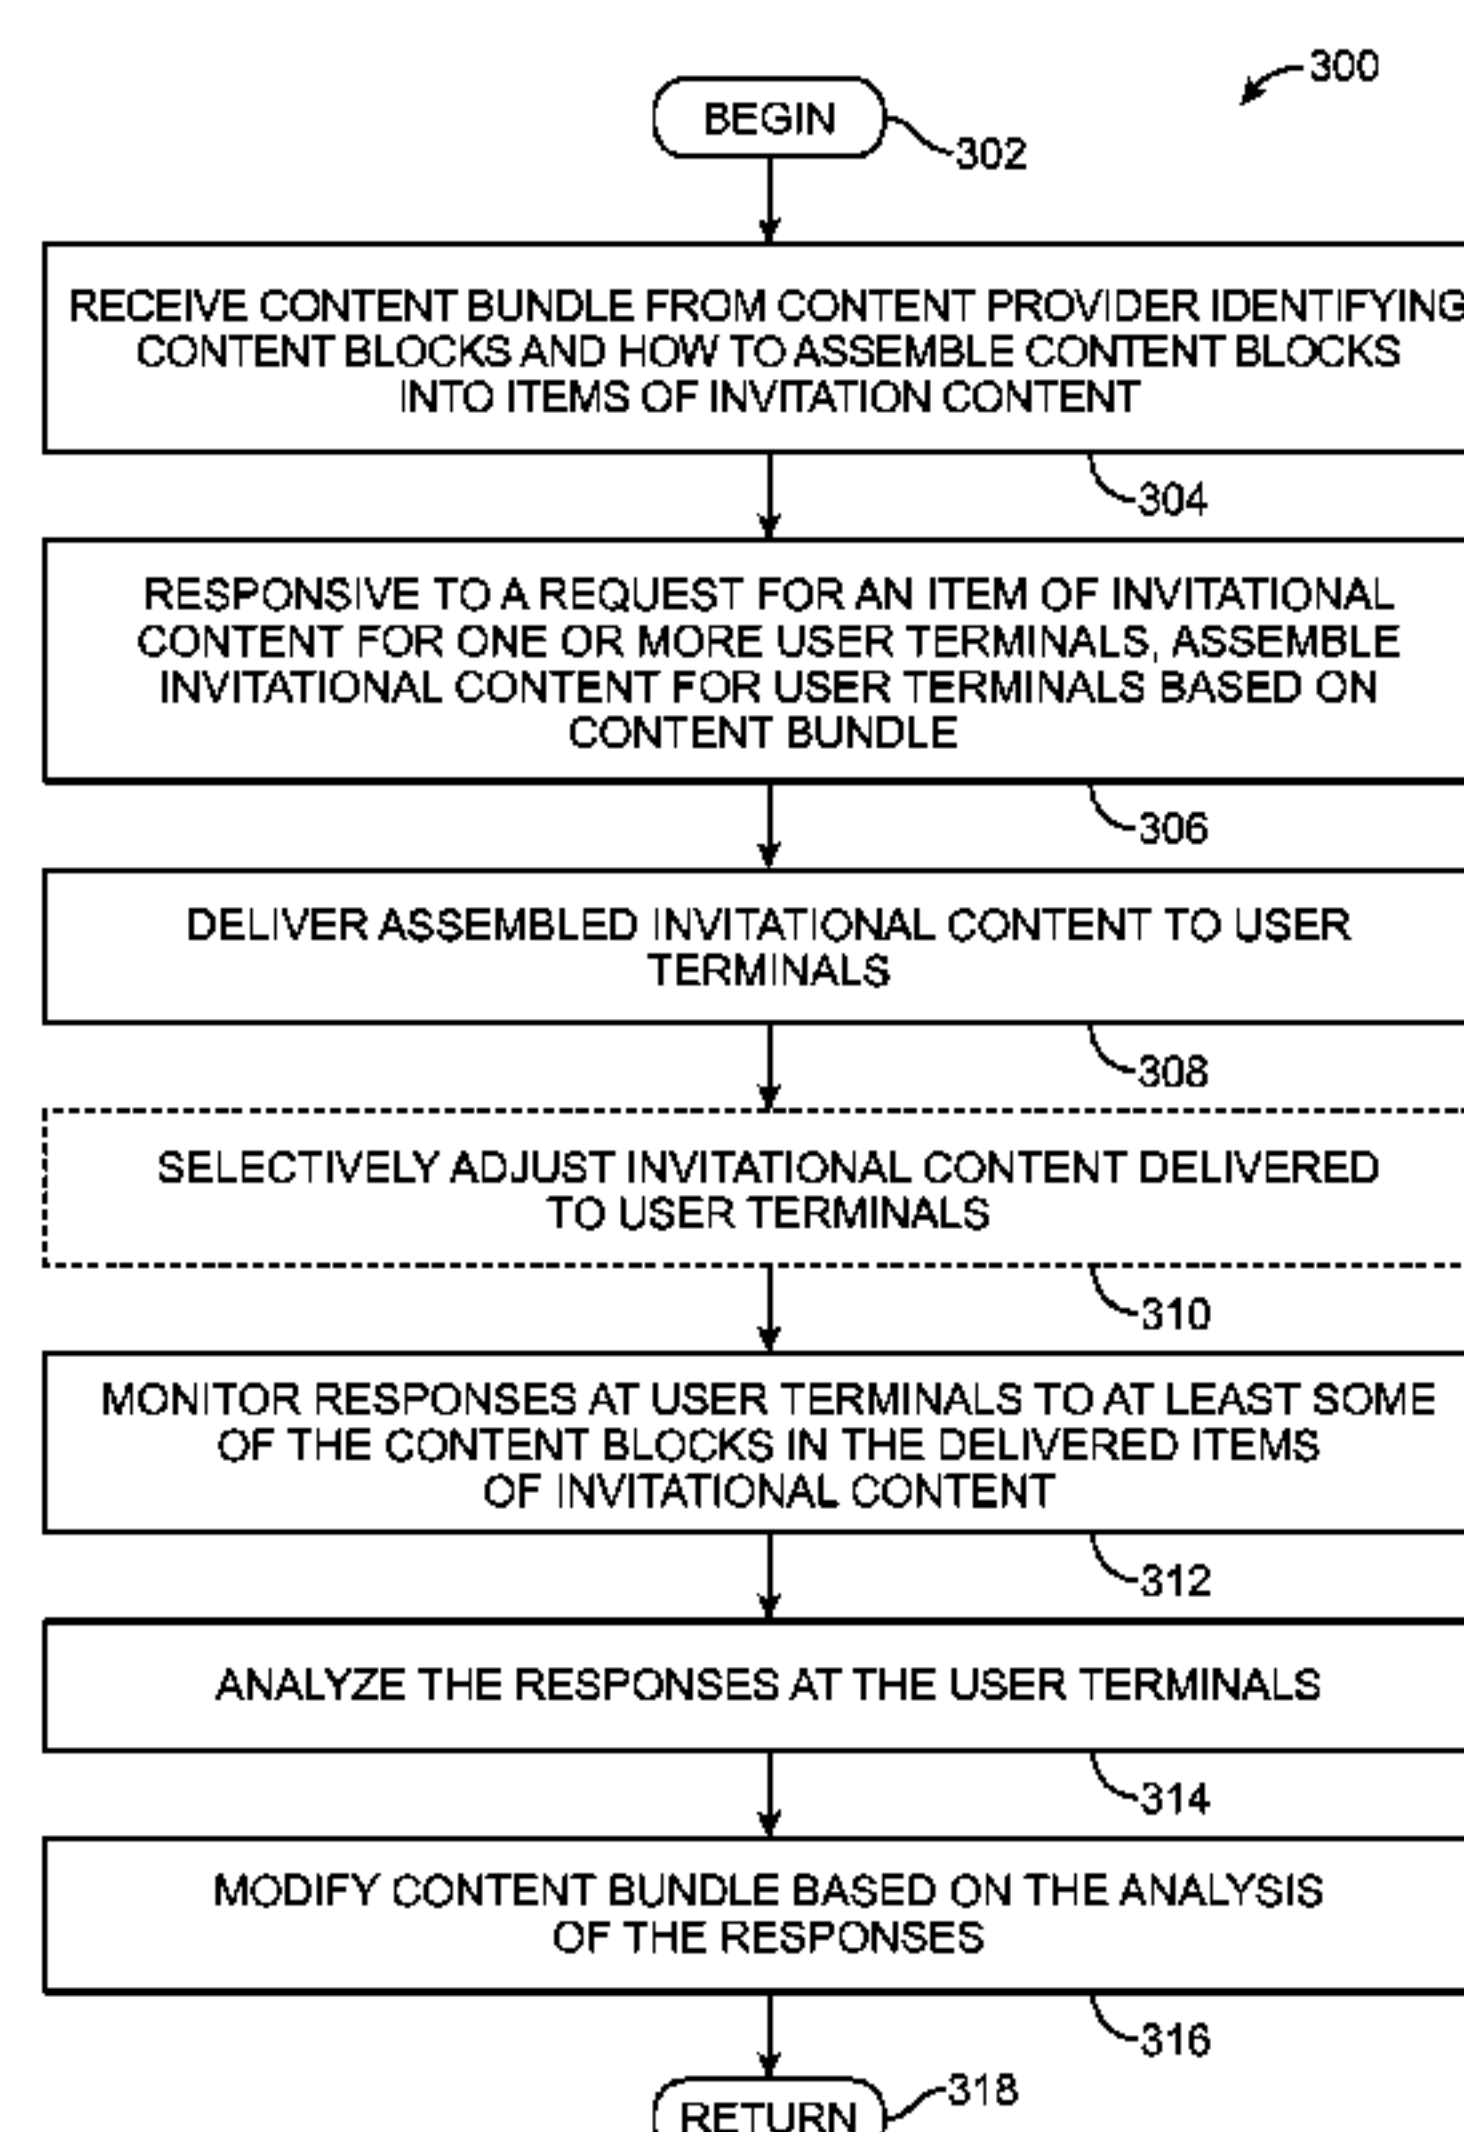 300
BEGIN
302
RECEIVE CONTENT BUNDLE FROM CONTENT PROVIDER IDENTIFYING
CONTENT BLOCKS AND HOW TO ASSEMBLE CONTENT BLOCKS
INTO ITEMS OF INVITATION CONTENT
304
RESPONSIVE TO A REQUEST FOR AN ITEM OF INVITATIONAL
CONTENT FOR ONE OR MORE USER TERMINALS, ASSEMBLE
INVITATIONAL CONTENT FOR USER TERMINALS BASED ON
CONTENT BUNDLE
306
DELIVER ASSEMBLED INVITATIONAL CONTENT TO USER
TERMINALS
308
SELECTIVELY ADJUST INVITATIONAL CONTENT DELIVERED
TO USER TERMINALS
310
MONITOR RESPONSES AT USER TERMINALS TO AT LEAST SOME
OF THE CONTENT BLOCKS IN THE DELIVERED ITEMS
OF INVITATIONAL CONTENT
312
ANALYZE THE RESPONSES AT THE USER TERMINALS
314
MODIFY CONTENT BUNDLE BASED ON THE ANALYSIS
OF THE RESPONSES
316
318
RETURN